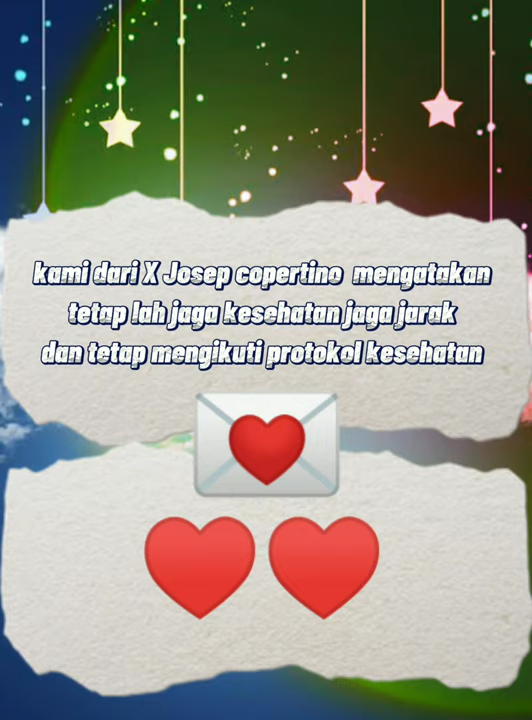 kami dari X Josep copertino mengatakan
tetap lah jaga kesehatan jaga jarak
dan tetap mengikuti protokol kesehatan